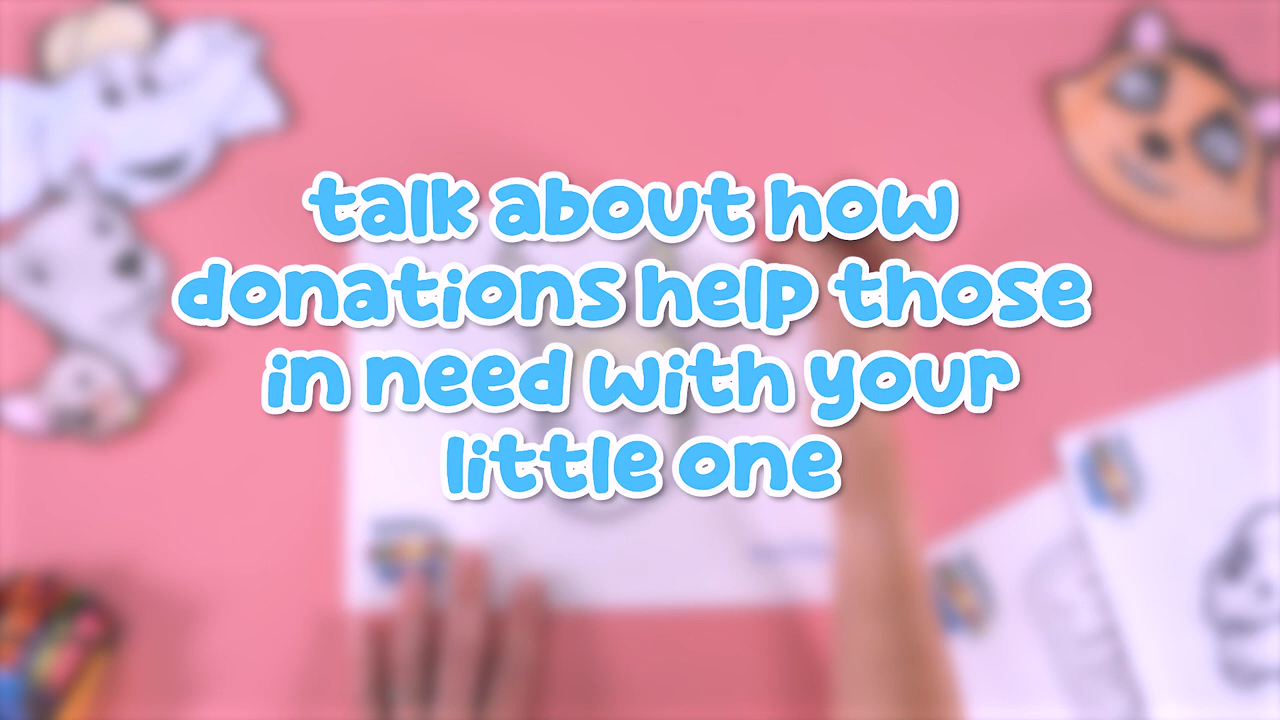 talk about how
donations help those
in need with your
little one